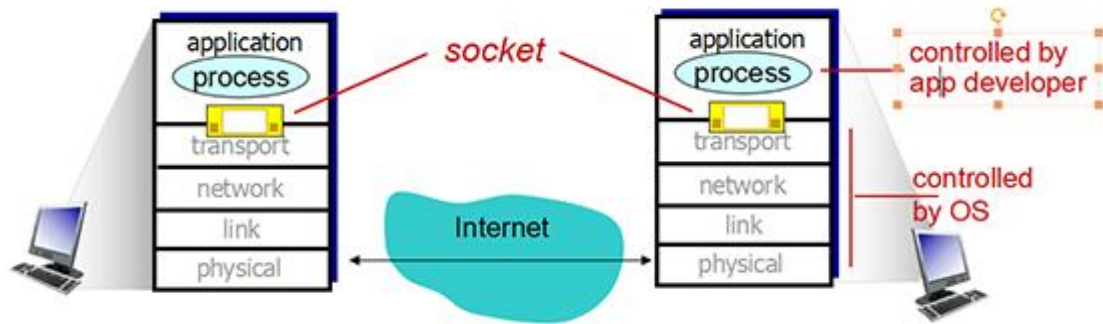 application
process
transport
network
link
physical
socket
Internet
application
process
transport
network
link
physical
controlled by
app developer
controlled
by OS